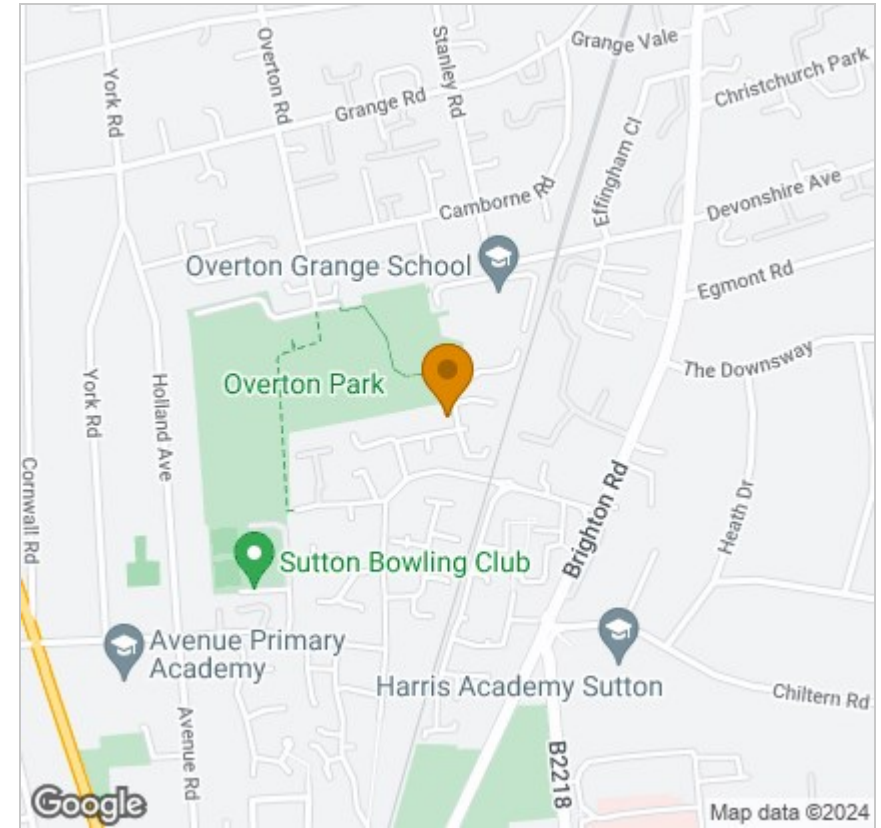 York Rd
Overton Rd
Stanley Rd
Grange Vale
Christchurch Park
Grange Rd
Effingham Cl
Camborne Rd
Devonshire Ave
Overton Grange School
Egmont Rd
Overton Park
The Downsway
York Rd
Holland Ave
Cornwall Rd
Brighton Rd
Heath Dr
Sutton Bowling Club
Avenue Primary
Academy
Harris Academy Sutton
Chiltern Rd
Avenue Rd
B2218
Google
Map data ©2024